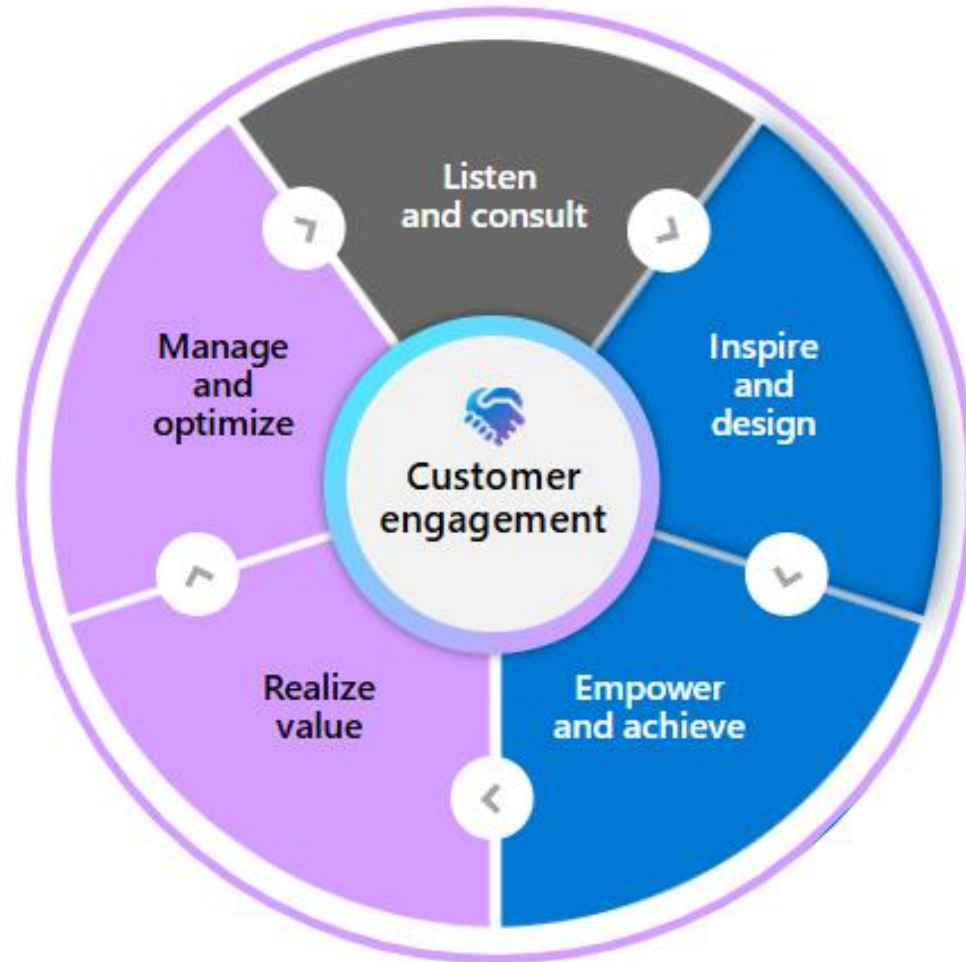 Listen
and consult
Inspire
and
design
Empower
and achieve
Realize
value
Manage
and
optimize
Customer
engagement